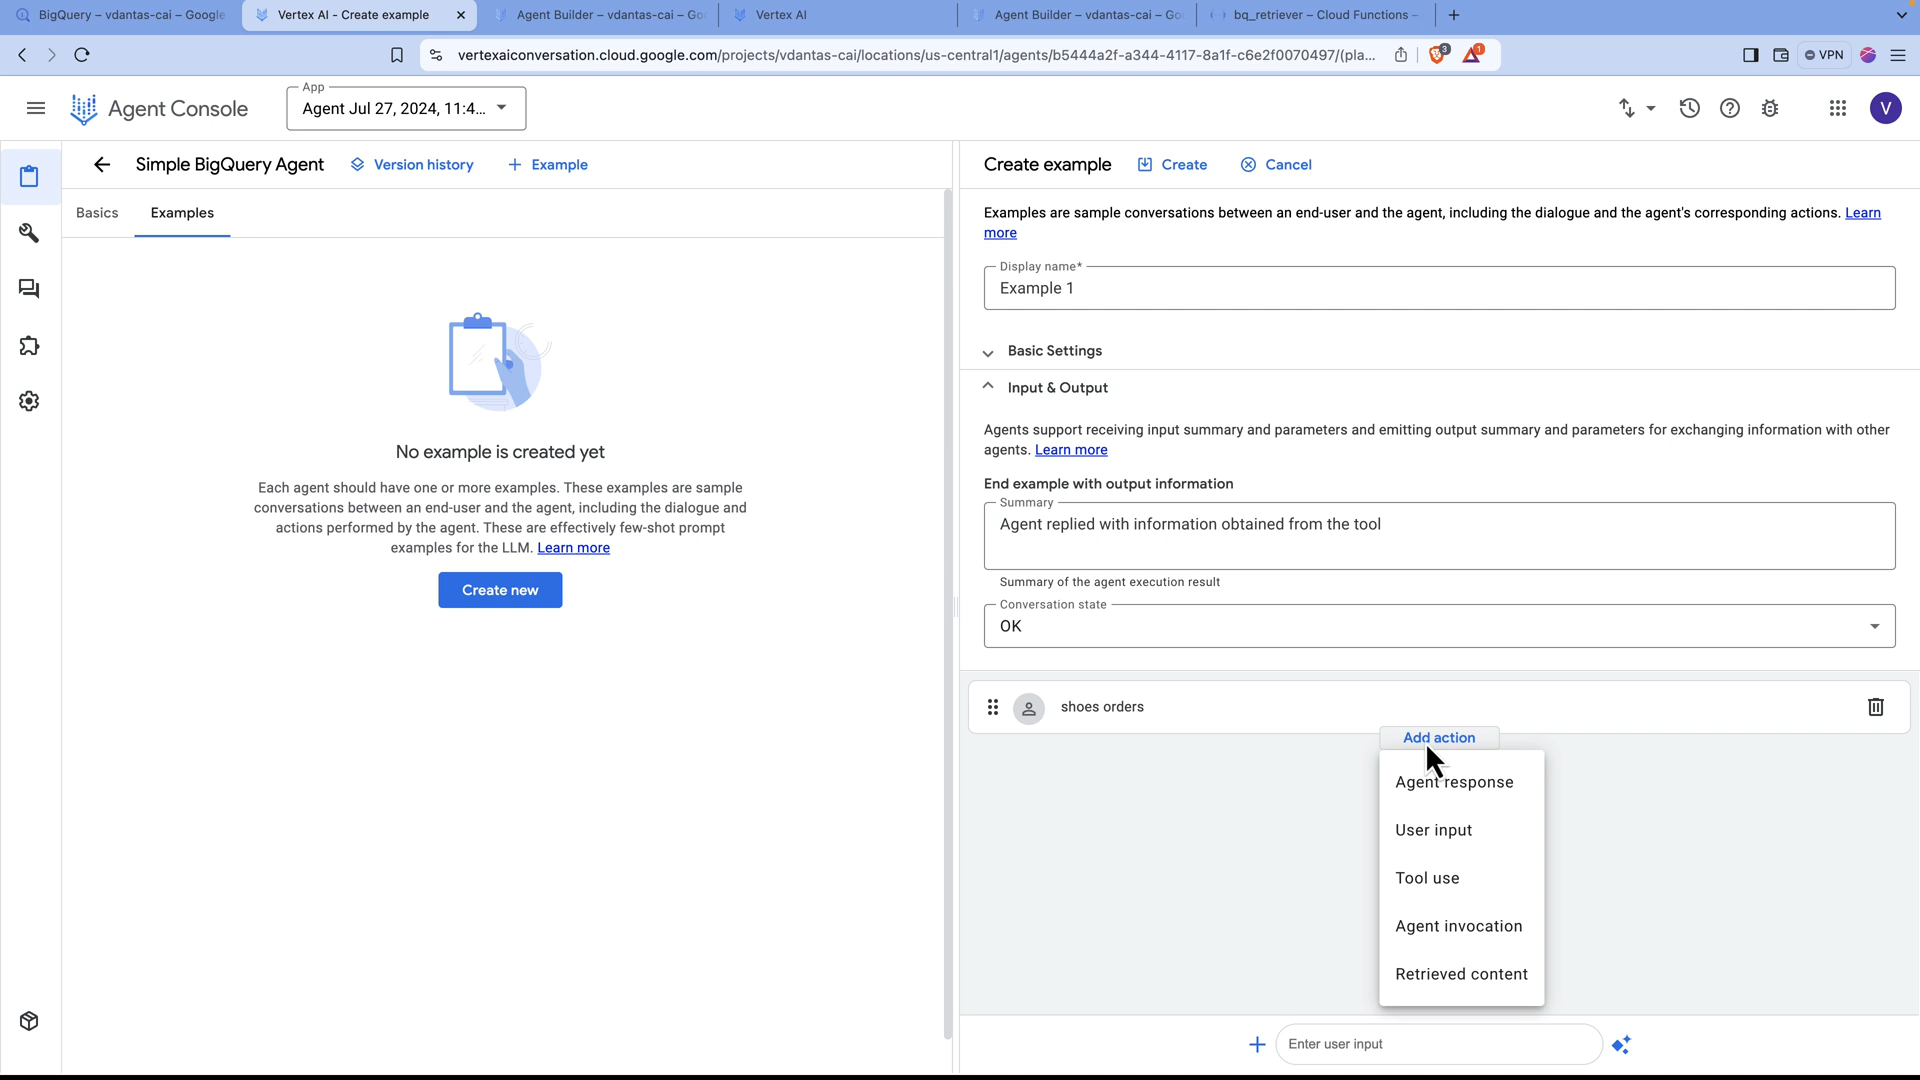 BigQuery – vdantas-cai – Google
Vertex AI - Create example
Agent Builder – vdantas-cai – Goo
Vertex AI
Agent Builder – vdantas-cai – Go
bq_retriever – Cloud Functions –
vertexaiconversation.cloud.google.com/projects/vdantas-cai/locations/us-central1/agents/b5444a2f-a344-4117-8a1f-c6e2f0070497/(pla...
3
1
VPN
Agent Console
App
Agent Jul 27, 2024, 11:4...
V
Simple BigQuery Agent
Version history
Example
Basics
Examples
No example is created yet
Each agent should have one or more examples. These examples are sample
conversations between an end-user and the agent, including the dialogue and
actions performed by the agent. These are effectively few-shot prompt
examples for the LLM. Learn more
Create new
Create example
Create
Cancel
Examples are sample conversations between an end-user and the agent, including the dialogue and the agent's corresponding actions. Learn
more
Display name*
Example 1
Basic Settings
Input & Output
Agents support receiving input summary and parameters and emitting output summary and parameters for exchanging information with other
agents. Learn more
End example with output information
Summary
Agent replied with information obtained from the tool
Summary of the agent execution result
Conversation state
OK
shoes orders
Add action
Agent response
User input
Tool use
Agent invocation
Retrieved content
Enter user input